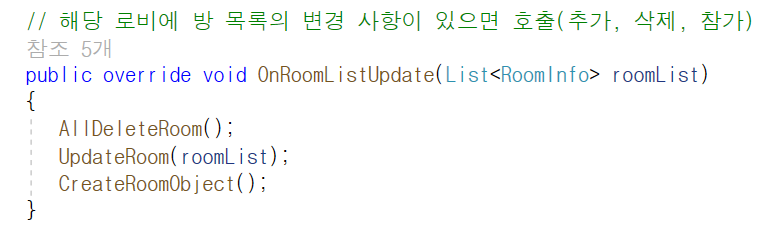 // 해당 로비에 방 목록의 변경 사항이 있으면 호출(추가, 삭제, 참가)
참조 5개
public override void OnRoomListUpdate(List<RoomInfo> roomList)
{
AllDeleteRoom();
UpdateRoom(roomList);
CreateRoomObject();
}